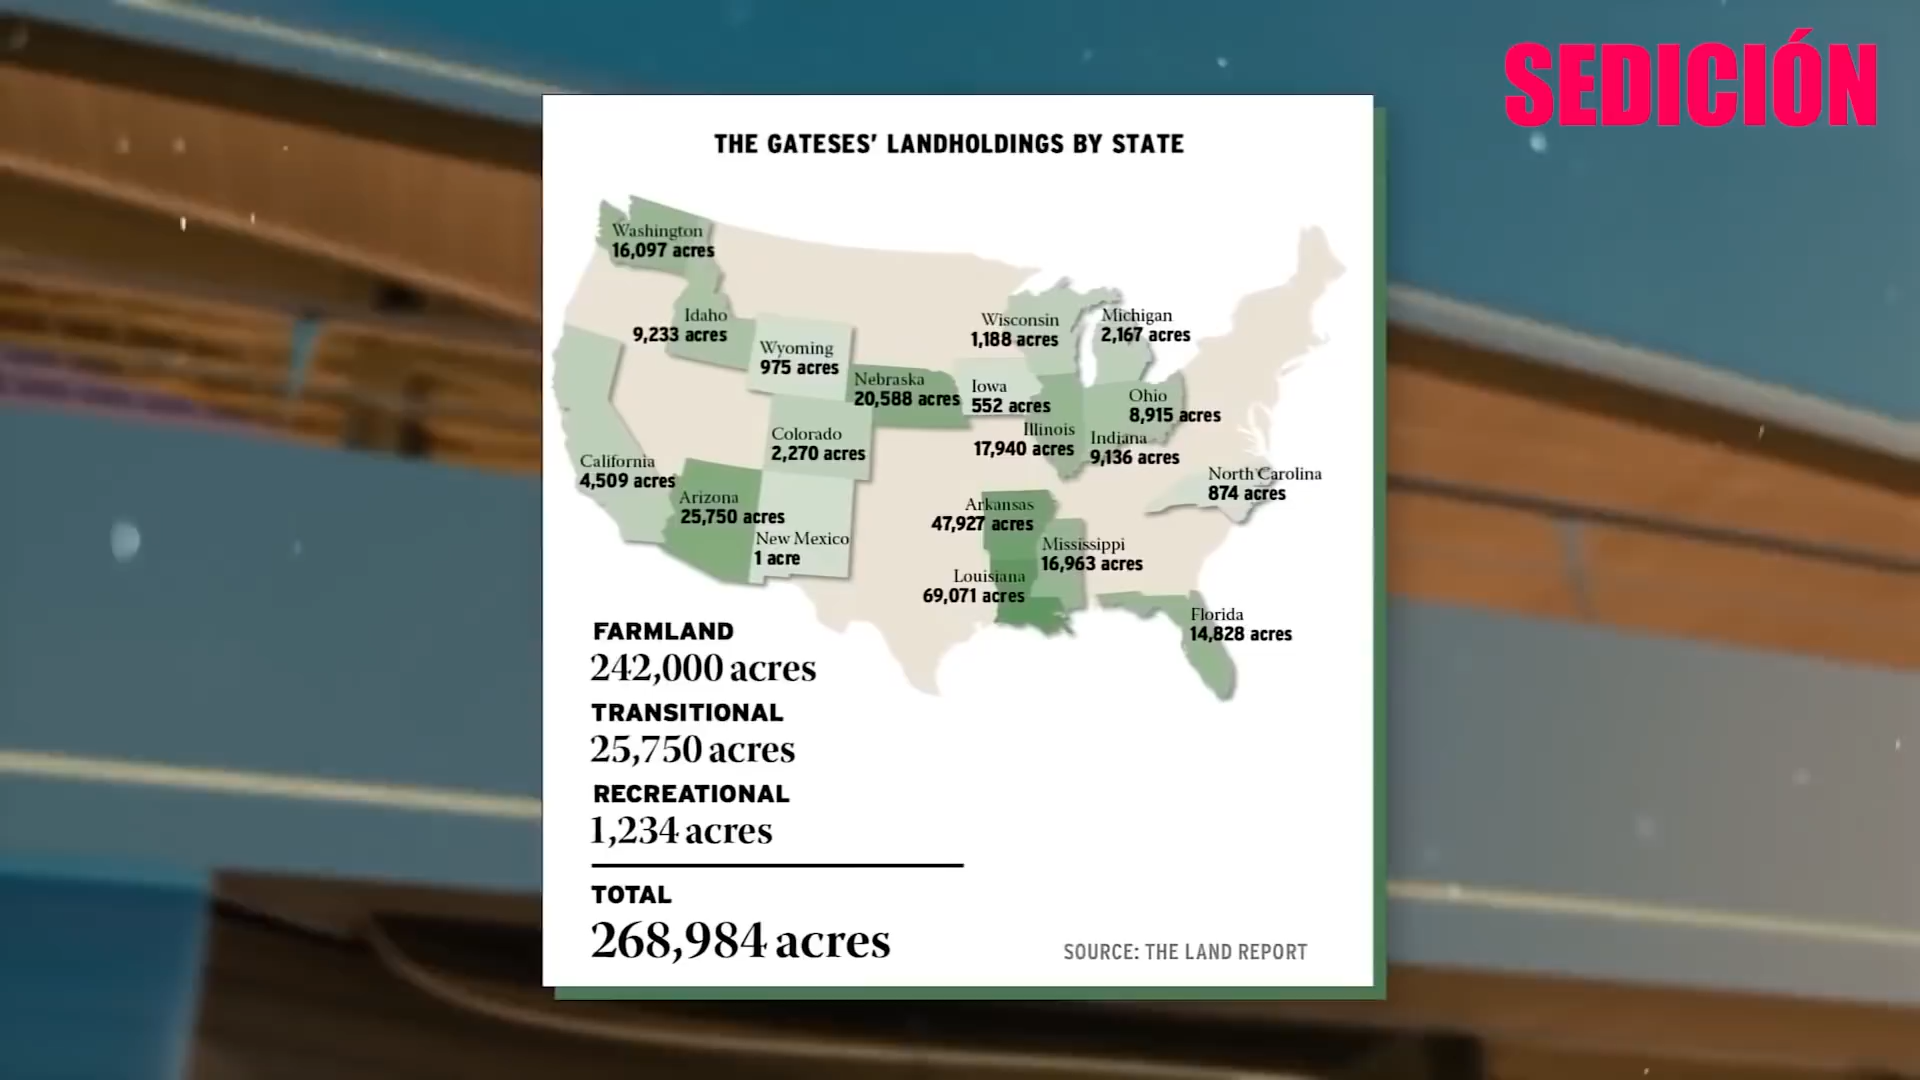 SEDICIÓN
THE GATESES’ LANDHOLDINGS BY STATE
Washington
16,097 acres
Idaho
9,233 acres
Wyoming
975 acres
Nebraska
20,588 acres
Wisconsin
1,188 acres
Michigan
2,167 acres
Iowa
552 acres
Ohio
8,915 acres
Illinois
17,940 acres
Indiana
9,136 acres
Colorado
2,270 acres
California
4,509 acres
Arizona
25,750 acres
New Mexico
1 acre
North Carolina
874 acres
Arkansas
47,927 acres
Mississippi
16,963 acres
Louisiana
69,071 acres
Florida
14,828 acres
FARMLAND
242,000 acres
TRANSITIONAL
25,750 acres
RECREATIONAL
1,234 acres
TOTAL
268,984 acres
SOURCE: THE LAND REPORT